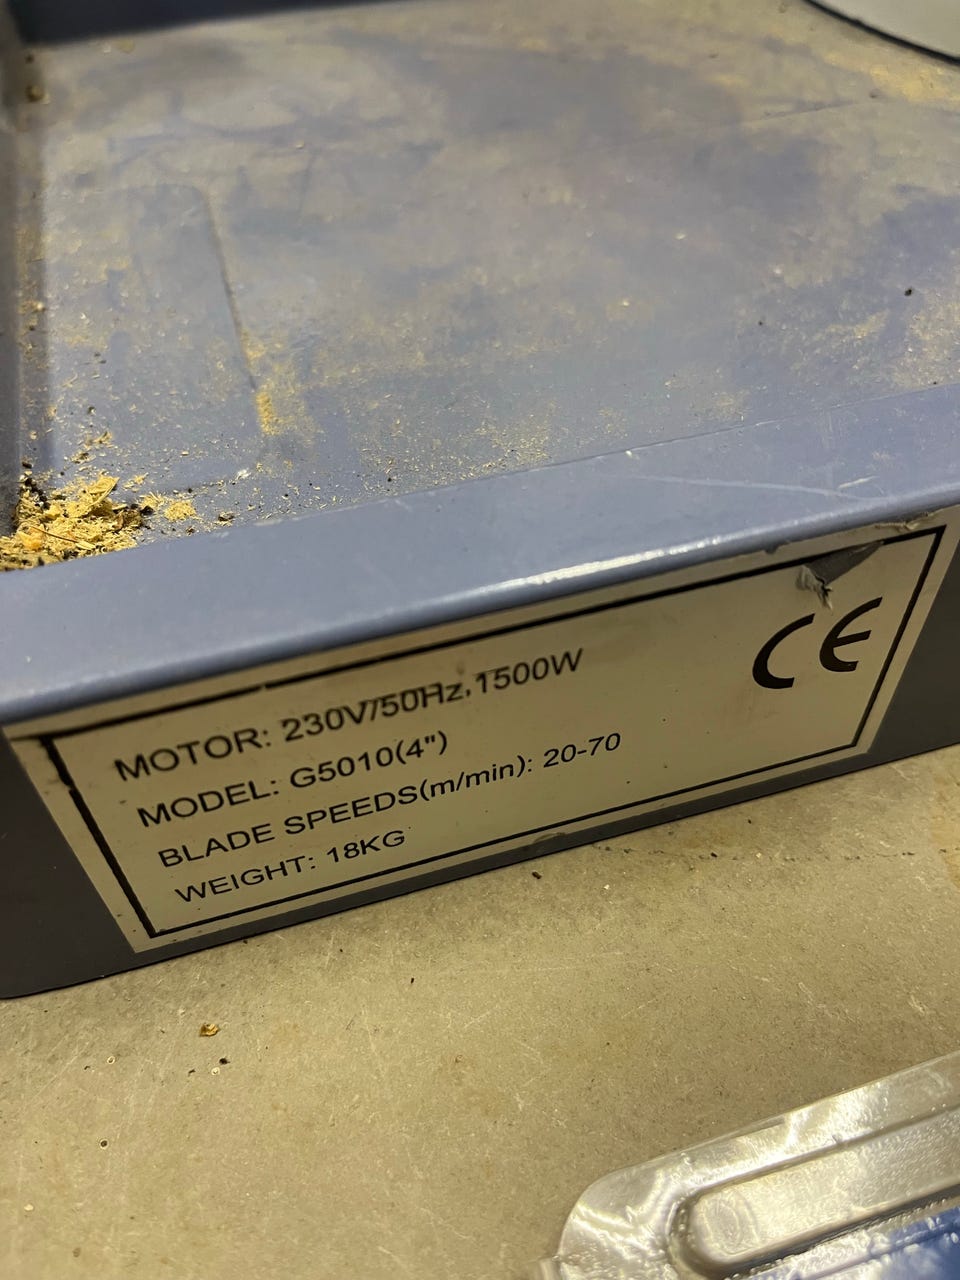 MOTOR: 230V/50Hz,1500W
CE
MODEL: G5010(4")
BLADE SPEEDS(m/min): 20-70
WEIGHT: 18KG